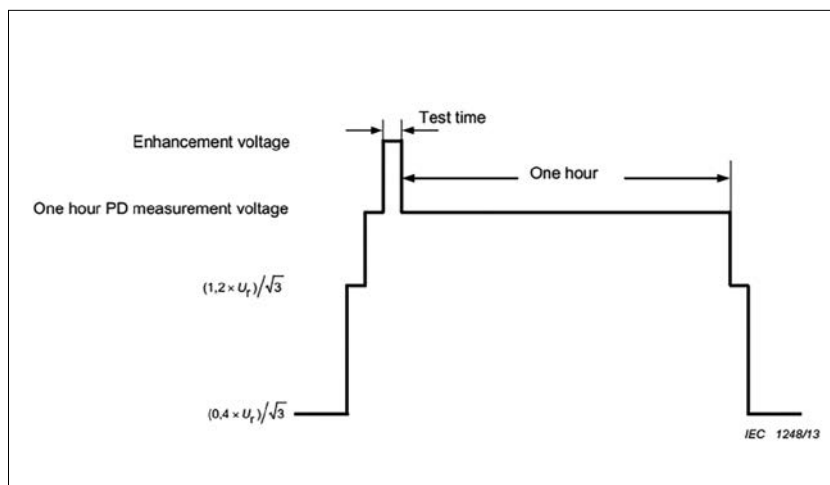 Test time
Enhancement voltage
One hour
One hour PD measurement voltage
(1,2 × Ur)/√3
(0,4 × Ur)/√3
IEC 1248/13